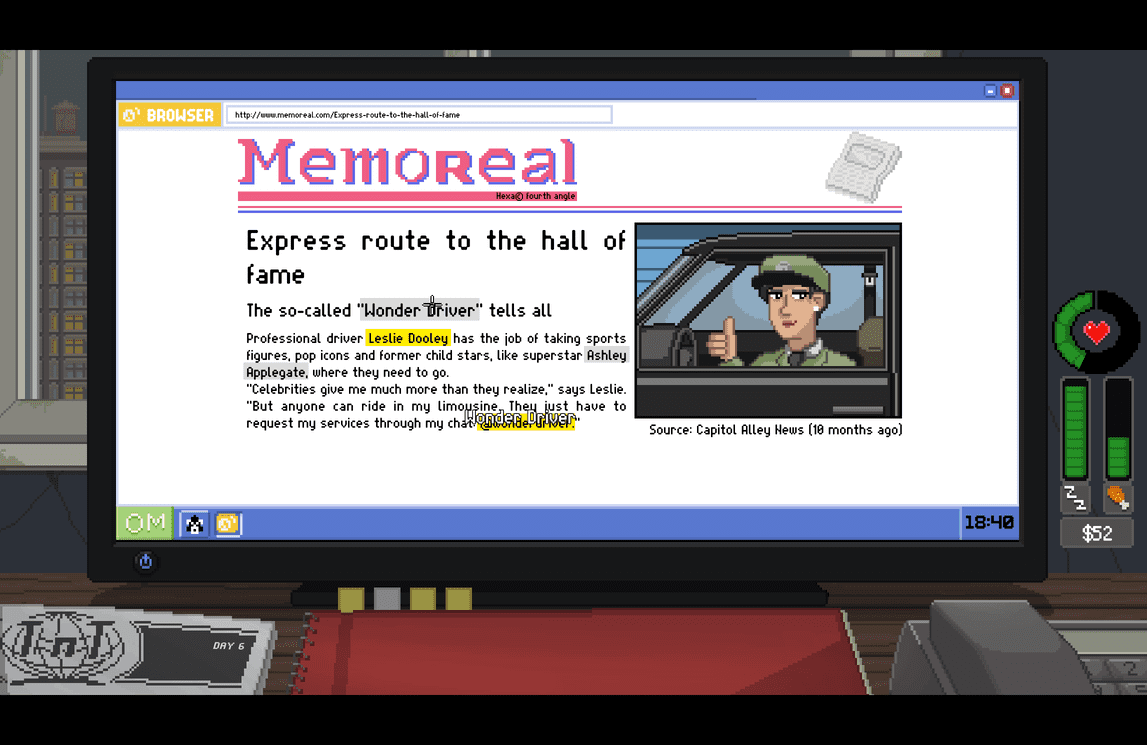 BROWSER
http://www.memoreal.com/Express-route-to-the-hall-of-fame
Memoreal
Hexa© fourth angle
Express route to the hall of
fame
The so-called "Wonder Driver" tells all
Professional driver Leslie Dooley has the job of taking sports
figures, pop icons and former child stars, like superstar Ashley
Applegate, where they need to go.
"Celebrities give me much more than they realize," says Leslie.
"But anyone can ride in my limousine. They just have to
Wonder Driver
request my services through my chat: @wonderdriver."
Source: Capitol Alley News (10 months ago)
OM
18:40
zzz
$52
TnT
DAY 6
2